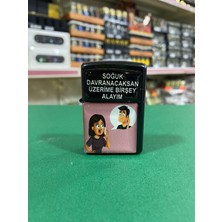 SOĞUK
DAVRANACAKSAN
ÜZERİME BİRŞEY
ALAYIM